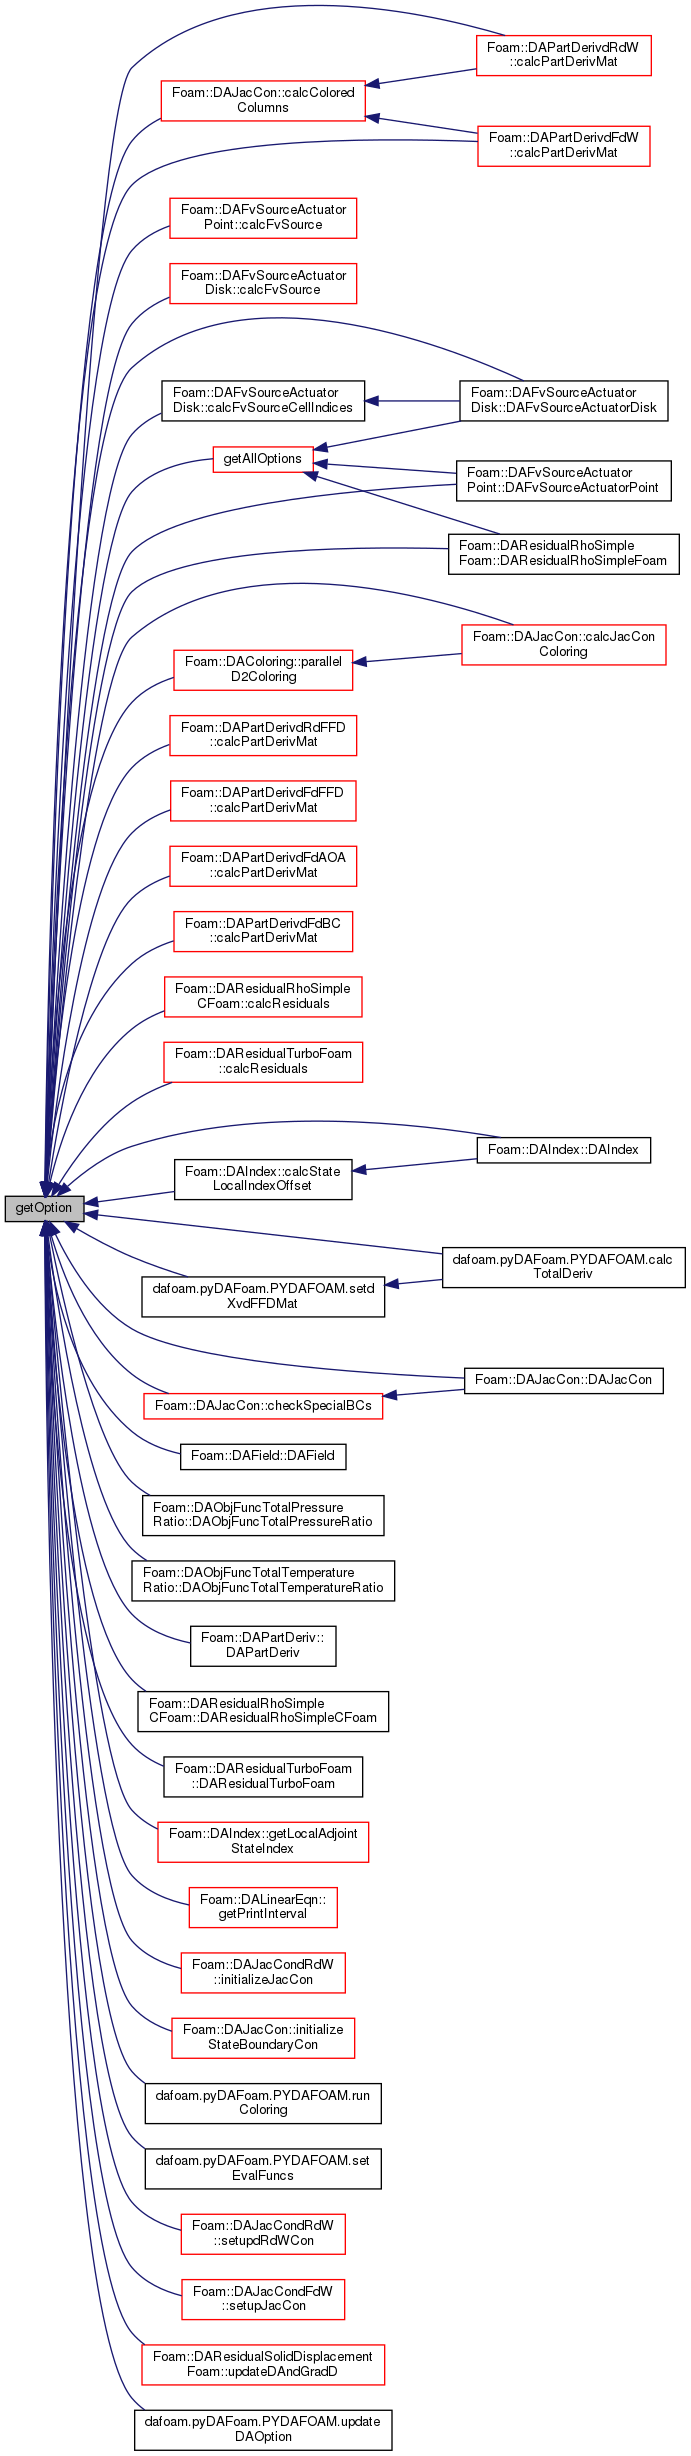 Foam::DAPartDerivdRdW
::calcPartDerivMat
Foam::DAJacCon::calcColored
Columns
Foam::DAPartDerivdFdW
::calcPartDerivMat
Foam::DAFvSourceActuator
Point::calcFvSource
Foam::DAFvSourceActuator
Disk::calcFvSource
Foam::DAFvSourceActuator
Disk::calcFvSourceCellIndices
Foam::DAFvSourceActuator
Disk::DAFvSourceActuatorDisk
getAllOptions
Foam::DAFvSourceActuator
Point::DAFvSourceActuatorPoint
Foam::DAResidualRhoSimple
Foam::DAResidualRhoSimpleFoam
Foam::DAJacCon::calcJacCon
Coloring
Foam::DAColoring::parallel
D2Coloring
Foam::DAPartDerivdRdFFD
::calcPartDerivMat
Foam::DAPartDerivdFdFFD
::calcPartDerivMat
Foam::DAPartDerivdFdAOA
::calcPartDerivMat
Foam::DAPartDerivdFdBC
::calcPartDerivMat
Foam::DAResidualRhoSimple
CFoam::calcResiduals
Foam::DAResidualTurboFoam
::calcResiduals
Foam::DAIndex::DAIndex
Foam::DAIndex::calcState
LocalIndexOffset
getOption
dafoam.pyDAFoam.PYDAFOAM.calc
TotalDeriv
dafoam.pyDAFoam.PYDAFOAM.setd
XvdFFDMat
Foam::DAJacCon::DAJacCon
Foam::DAJacCon::checkSpecialBCs
Foam::DAField::DAField
Foam::DAObjFuncTotalPressure
Ratio::DAObjFuncTotalPressureRatio
Foam::DAObjFuncTotalTemperature
Ratio::DAObjFuncTotalTemperatureRatio
Foam::DAPartDeriv::
DAPartDeriv
Foam::DAResidualRhoSimple
CFoam::DAResidualRhoSimpleCFoam
Foam::DAResidualTurboFoam
::DAResidualTurboFoam
Foam::DAIndex::getLocalAdjoint
StateIndex
Foam::DALinearEqn::
getPrintInterval
Foam::DAJacCondRdW
::initializeJacCon
Foam::DAJacCon::initialize
StateBoundaryCon
dafoam.pyDAFoam.PYDAFOAM.run
Coloring
dafoam.pyDAFoam.PYDAFOAM.set
EvalFuncs
Foam::DAJacCondRdW
::setupdRdWCon
Foam::DAJacCondFdW
::setupJacCon
Foam::DAResidualSolidDisplacement
Foam::updateDAndGradD
dafoam.pyDAFoam.PYDAFOAM.update
DAOption